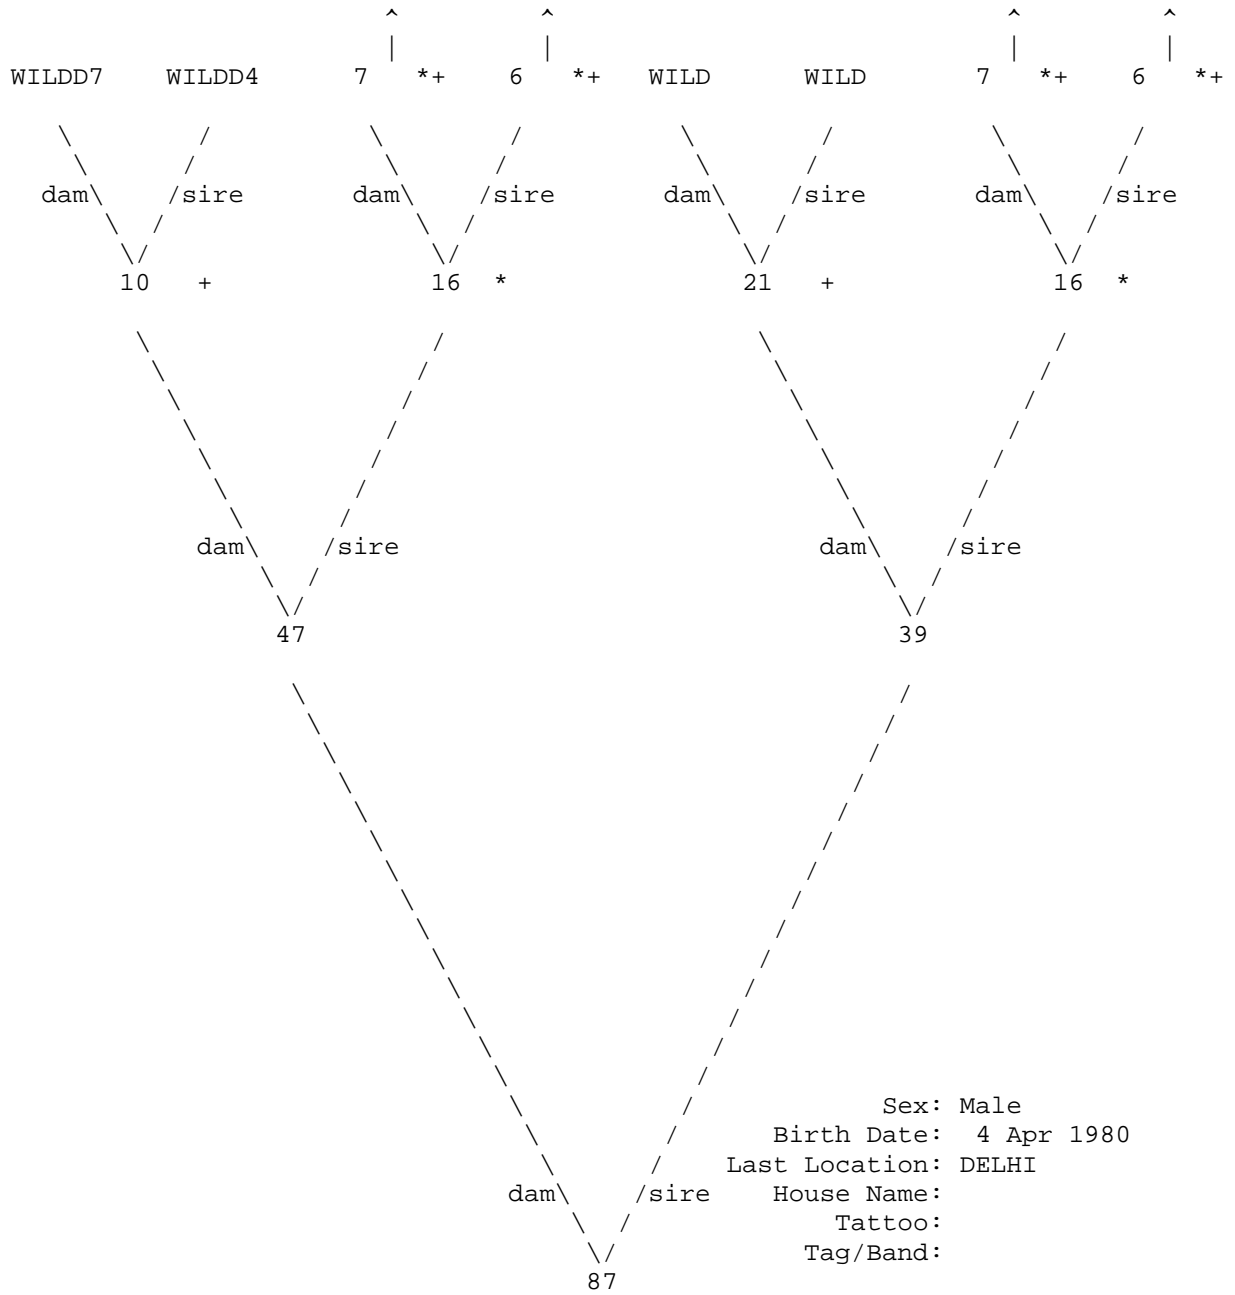 ^ ^ ^ ^
| | | |
WILDD7 WILDD4 7 *+ 6 *+ WILD WILD 7 *+ 6 *+
dam sire dam sire dam sire dam sire
10 + 16 * 21 + 16 *
dam sire dam sire
47 39
Sex: Male
Birth Date: 4 Apr 1980
Last Location: DELHI
dam sire House Name:
Tattoo:
Tag/Band:
87